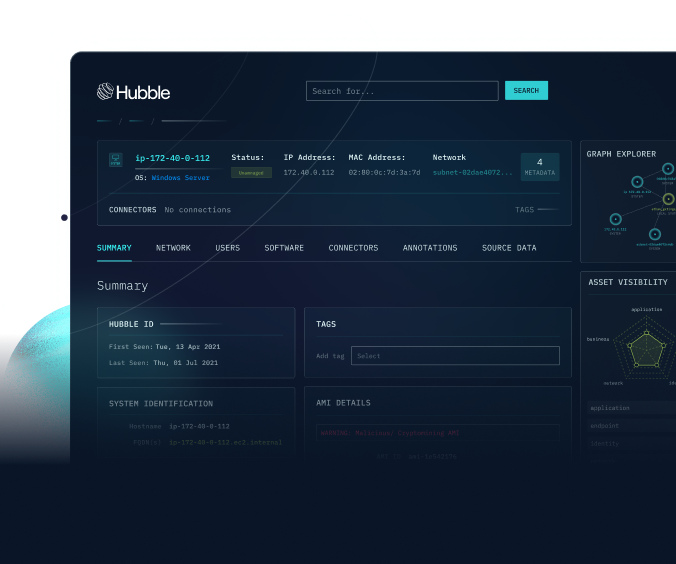 Hubble
Search for...
SEARCH
/ /
ip-172-40-0-112
OS: Windows Server
Status:
Unmanaged
IP Address:
172.40.0.112
MAC Address:
02:80:0c:7d:3a:7d
Network
subnet-02dae4072...
4
METADATA
CONNECTORS No connections
TAGS
SUMMARY NETWORK USERS SOFTWARE CONNECTORS ANNOTATIONS SOURCE DATA
Summary
HUBBLE ID
First Seen: Tue, 13 Apr 2021
Last Seen: Thu, 01 Jul 2021
TAGS
Add tag Select
SYSTEM IDENTIFICATION
Hostname ip-172-40-0-112
FQDN(s) ip-172-40-0-112.ec2.internal
AMI DETAILS
WARNING: Malicious/ Cryptomining AMI
GRAPH EXPLORER
ASSET VISIBILITY
application
business
network
application
endpoint
identity